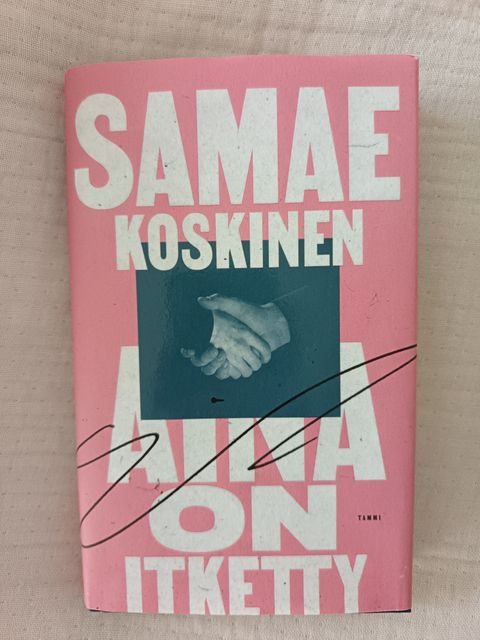 SAMAE
KOSKINEN
AINA
ON
TAMMI
ITKETTY